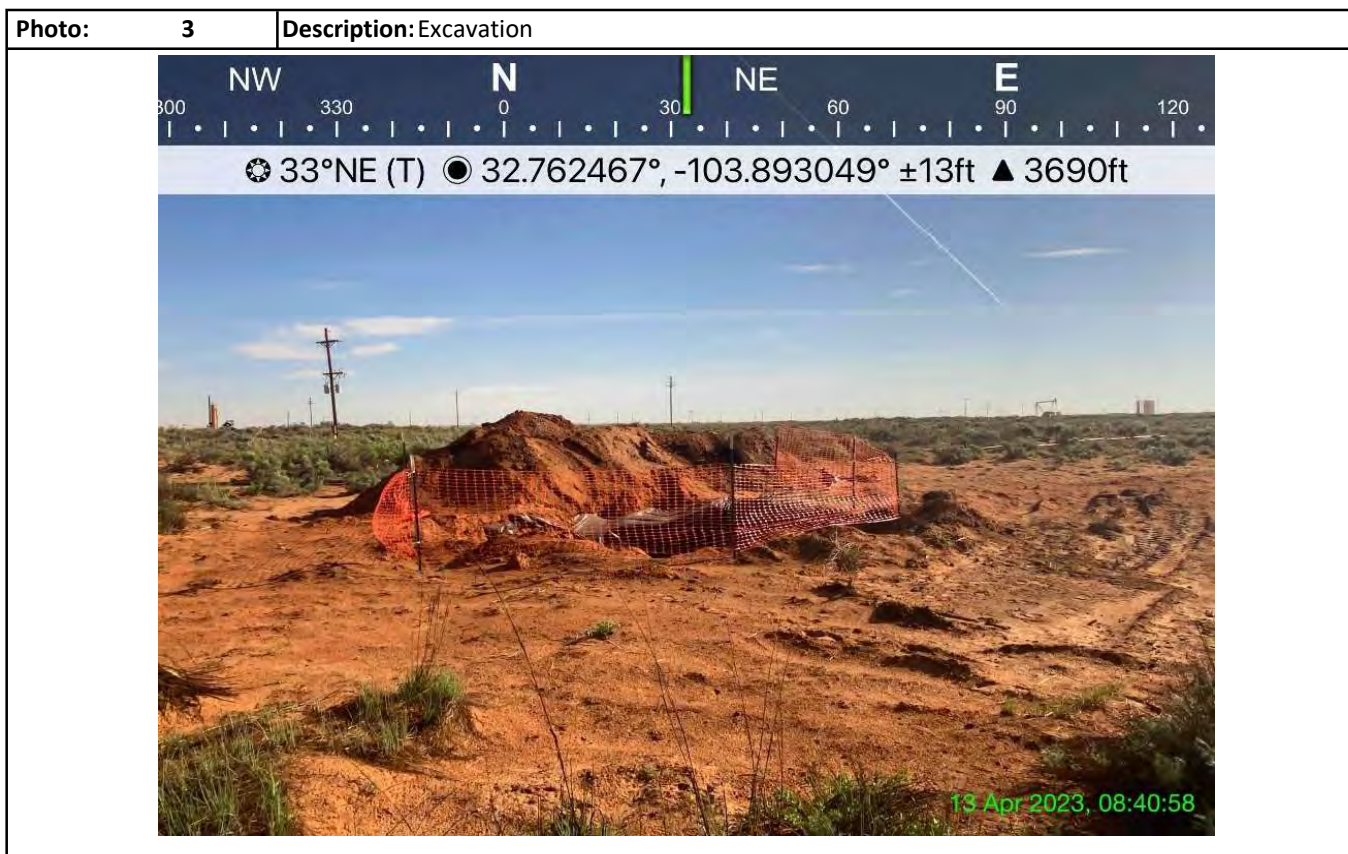 Photo: 3 Description: Excavation
NW N NE E
300 330 0 30 60 90 120
33°NE (T) 32.762467°, -103.893049° ±13ft ▲ 3690ft
13 Apr 2023, 08:40:58